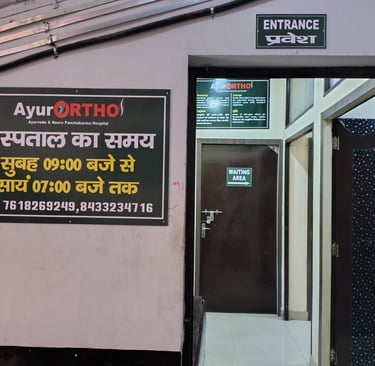 ENTRANCE
प्रवेश
AyurORTHO
Ayurveda & Neuro Panchakarma Hospital
स्पताल का समय
सुबह 09:00 बजे से
सायं 07:00 बजे तक
7618269249,8433234716
AyurORTHO
WAITING
AREA